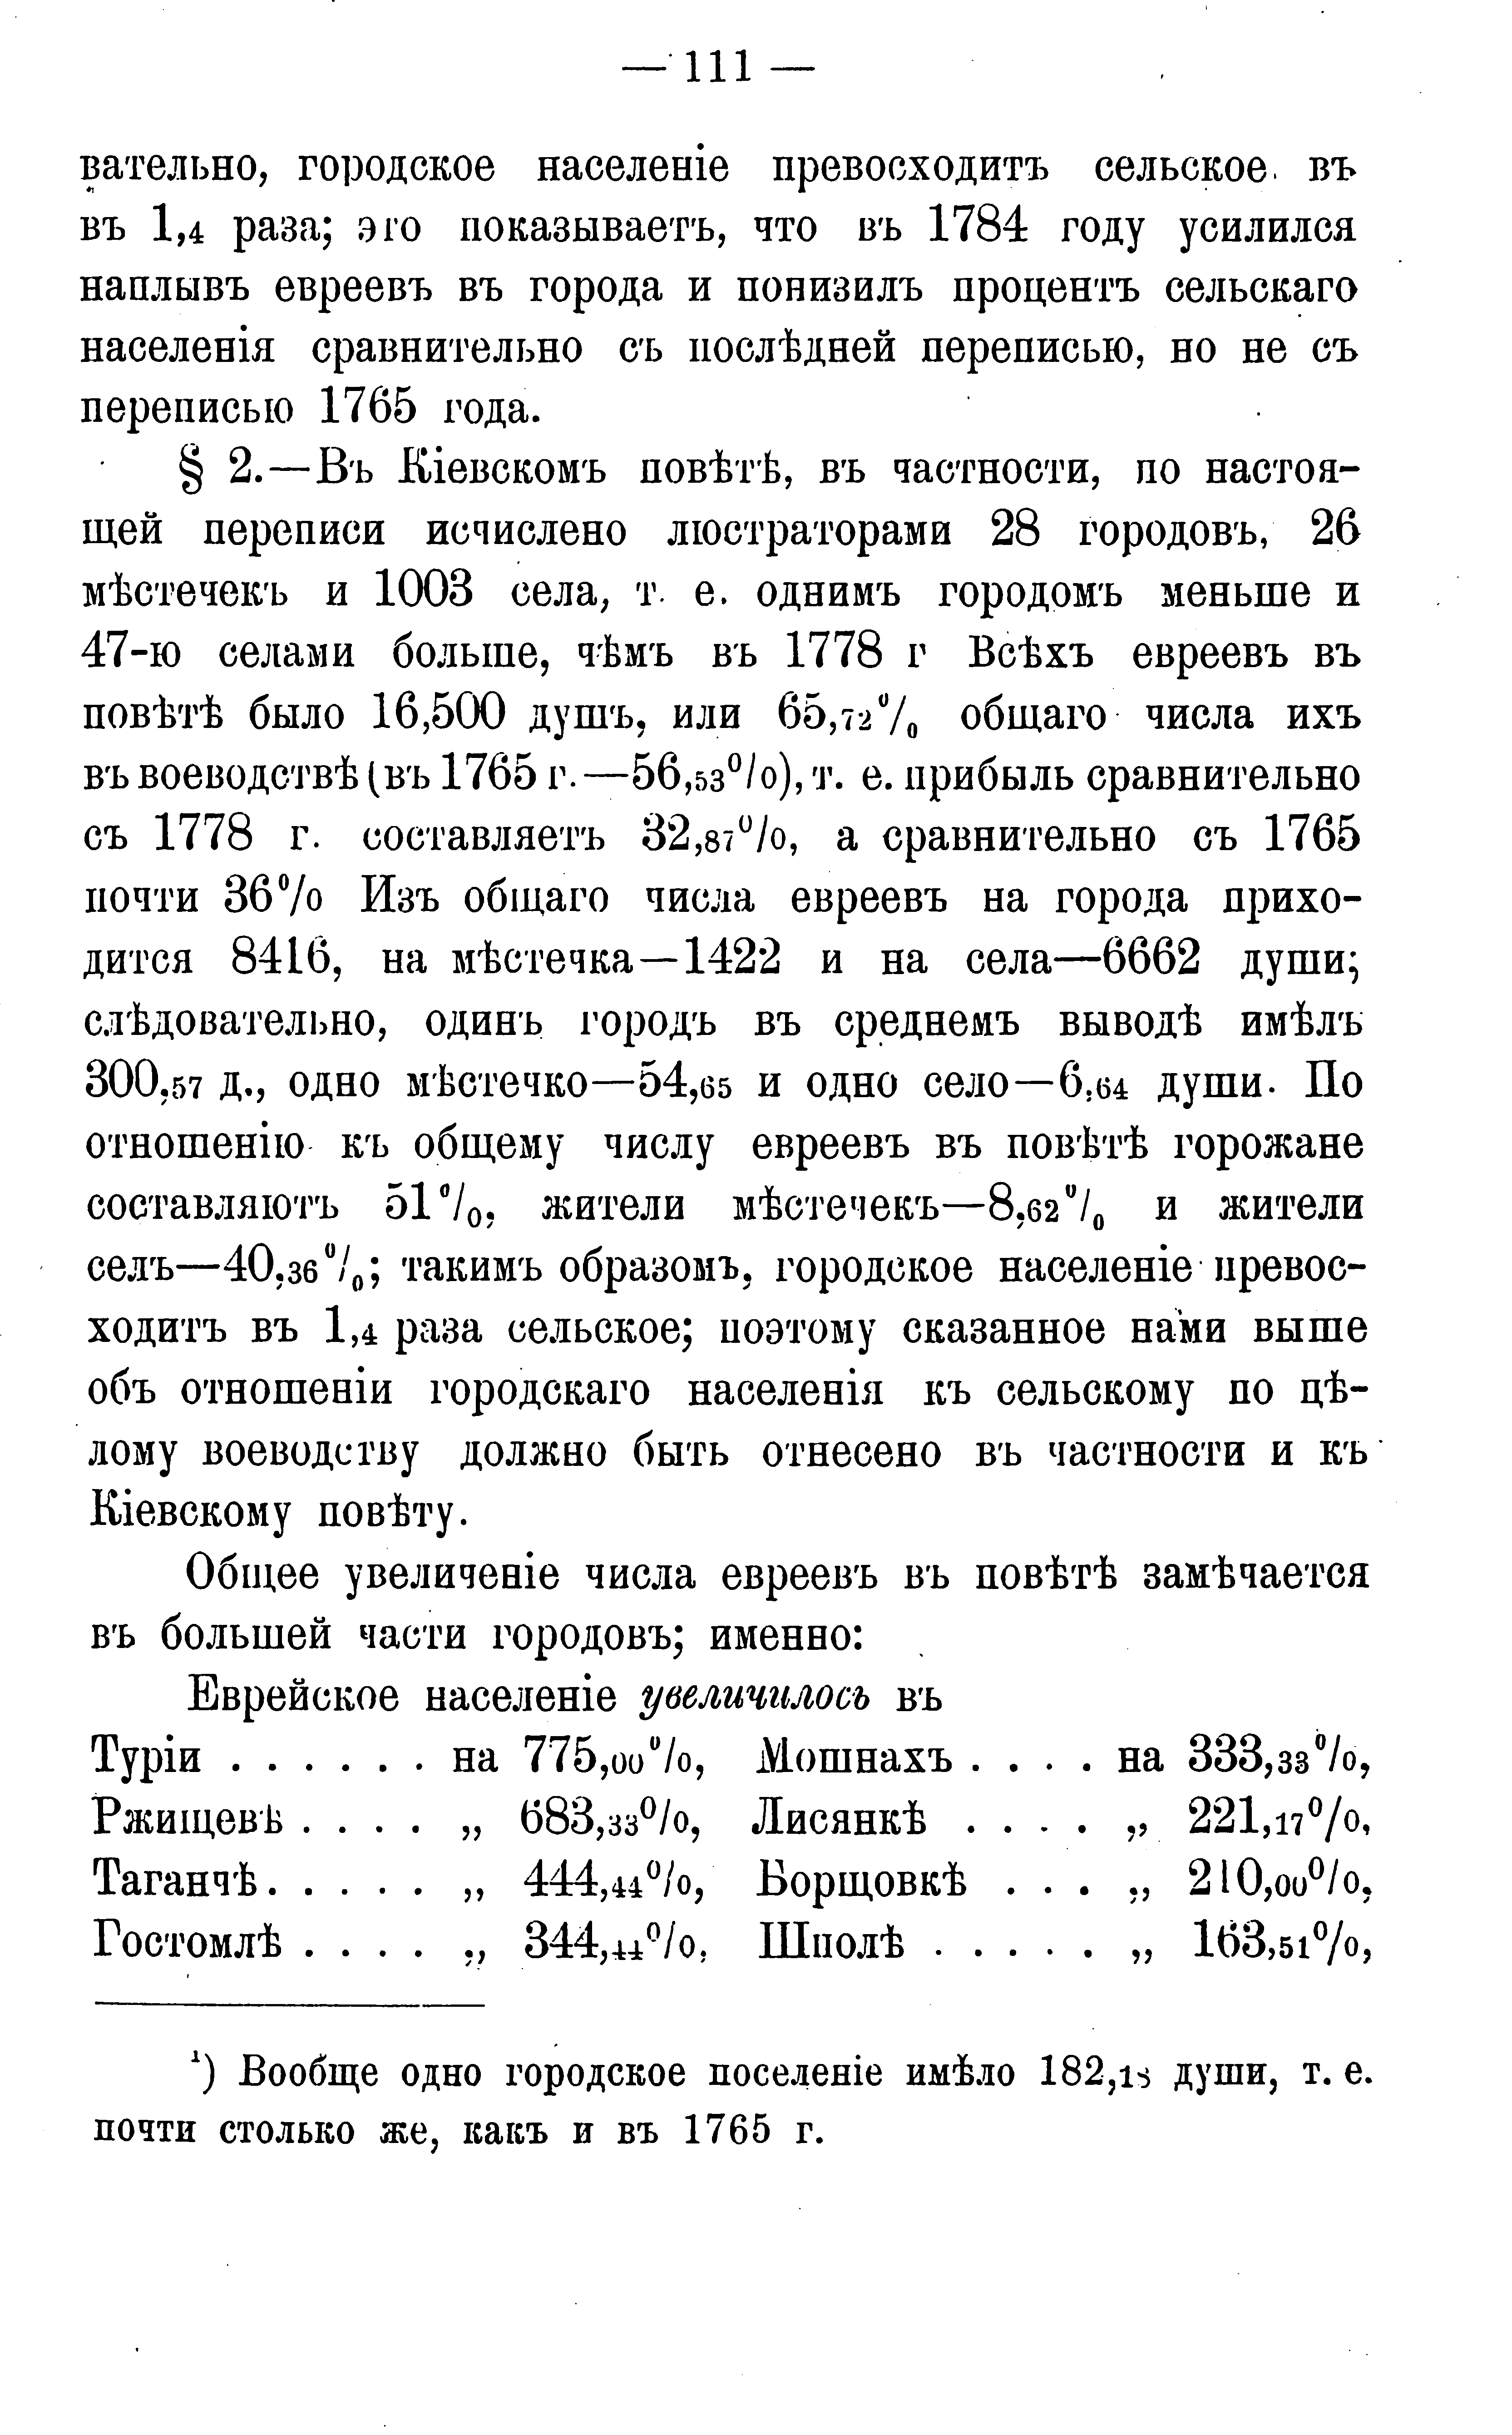 — 111 —
вательно, городское населеніе превосходитъ сельское въ
въ 1,4 раза; это показываетъ, что въ 1784 году усилился
наплывъ евреевъ въ города и понизилъ процентъ сельскаго
населенія сравнительно съ послѣдней переписью, но не съ
переписью 1765 года.
§ 2.—Въ Кіевскомъ повѣтѣ, въ частности, по настоя-
щей переписи исчислено люстраторами 28 городовъ, 26
мѣстечекъ и 1003 села, т. е. однимъ городомъ меньше и
47-ю селами больше, чѣмъ въ 1778 г Всѣхъ евреевъ въ
повѣтѣ было 16,500 душъ, или 65,72% общаго числа ихъ
въ воеводствѣ (въ 1765 г.—56,53%), т. е. прибыль сравнительно
съ 1778 г. составляетъ 32,87%, а сравнительно съ 1765
почти 36% Изъ общаго числа евреевъ на города прихо-
дится 8416, на мѣстечка—1422 и на села—6662 души;
слѣдовательно, одинъ городъ въ среднемъ выводѣ имѣлъ
300,57 д., одно мѣстечко—54,65 и одно село—6,64 души. По
отношенію къ общему числу евреевъ въ повѣтѣ горожане
составляютъ 51%, жители мѣстечекъ—8,62% и жители
селъ—40,36%; такимъ образомъ, городское населеніе превос-
ходитъ въ 1,4 раза сельское; поэтому сказанное нами выше
объ отношеніи городскаго населенія къ сельскому по цѣ-
лому воеводству должно быть отнесено въ частности и къ
Кіевскому повѣту.
Общее увеличеніе числа евреевъ въ повѣтѣ замѣчается
въ большей части городовъ; именно:
Еврейское населеніе увеличилось въ
Туріи . . . . . . на 775,00%, Мошнахъ . . . . на 333,33%,
Ржищевѣ . . . . „ 683,33%, Лисянкѣ . . . . „ 221,17%,
Таганчѣ . . . . . „ 444,44%, Борщовкѣ . . . „ 210,00%,
Гостомлѣ . . . . „ 344,44%, Шполѣ . . . . . „ 163,51%,
¹) Вообще одно городское поселеніе имѣло 182,18 души, т. е.
почти столько же, какъ и въ 1765 г.